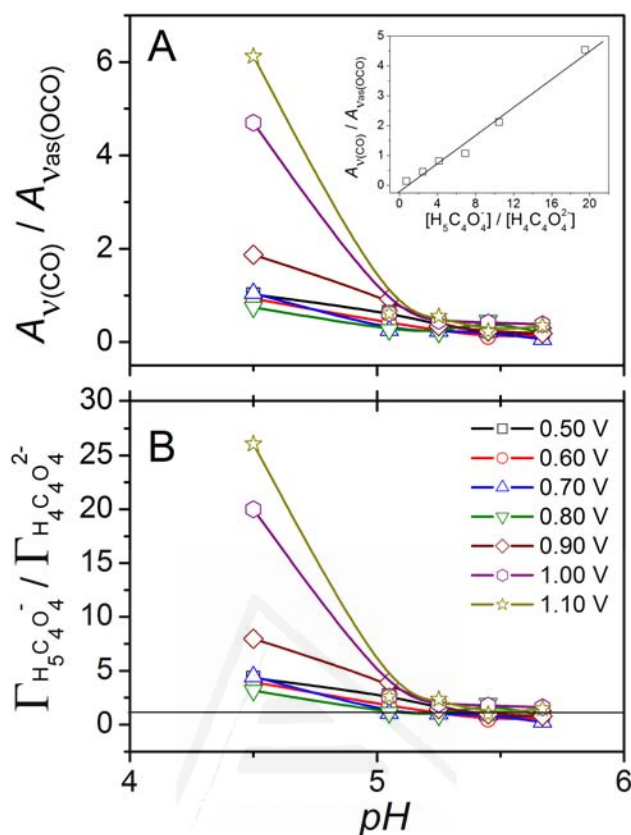 A
A_ν(CO) / A_νas(OCO)
6
4
2
0
A_ν(CO) / A_νas(OCO)
5
4
3
2
1
0
0 4 8 12 16 20
[H₅C₄O₄⁻] / [H₄C₄O₄²⁻]
B
Γ_H₅C₄O₄⁻ / Γ_H₄C₄O₄²⁻
30
25
20
15
10
5
0
0.50 V
0.60 V
0.70 V
0.80 V
0.90 V
1.00 V
1.10 V
4 5 6
pH